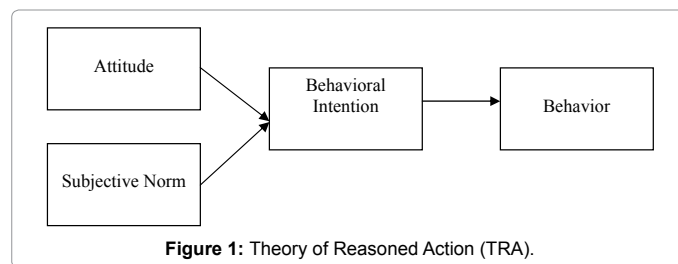 Attitude
Behavioral
Intention
Behavior
Subjective Norm
Figure 1: Theory of Reasoned Action (TRA).